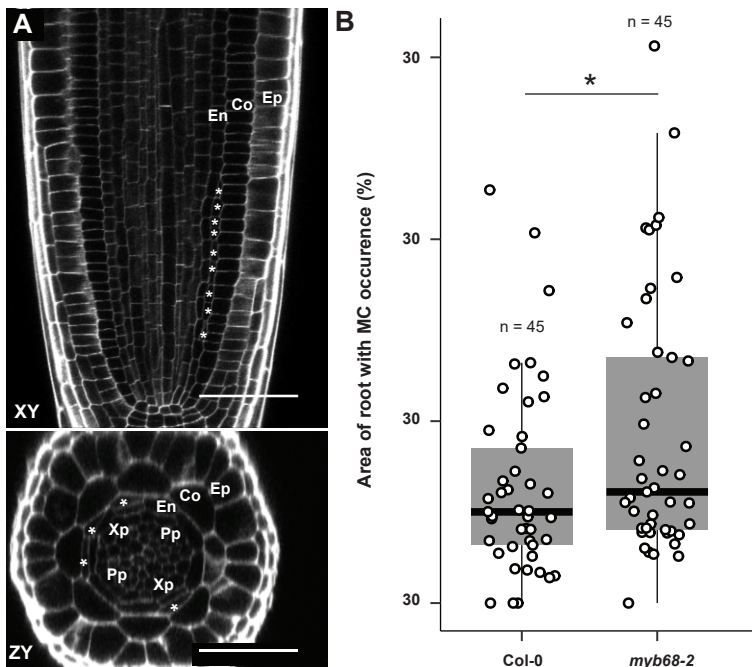 A
En Co Ep
*
*
*
*
*
*
*
*
*
XY
Ep
Co
En
*
*
Xp
Pp
*
Pp
Xp
*
ZY
B
n = 45
*
n = 45
Area of root with MC occurence (%)
30
30
30
30
Col-0
myb68-2